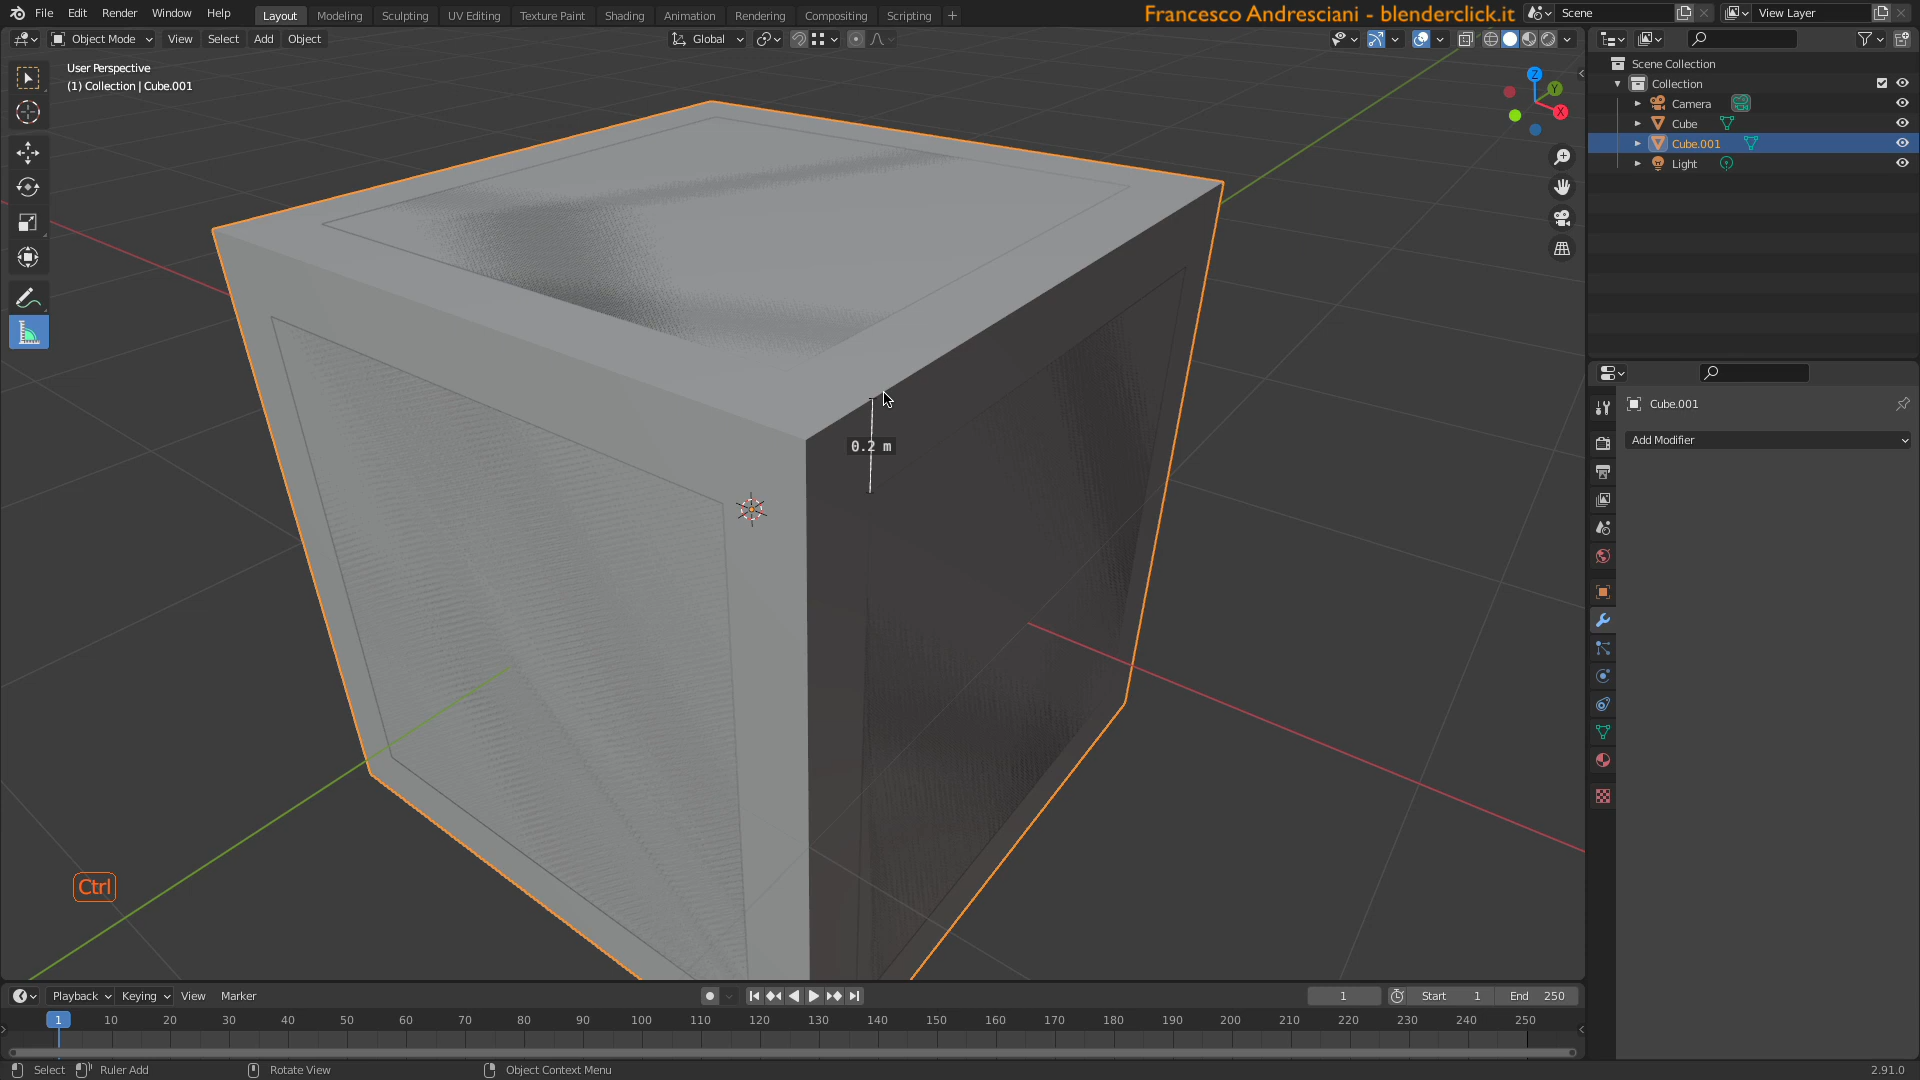 File Edit Render Window Help
Layout Modeling Sculpting UV Editing Texture Paint Shading Animation Rendering Compositing Scripting +
Francesco Andresciani - blenderclick.it
Scene
View Layer
Object Mode View Select Add Object
Global
User Perspective
(1) Collection | Cube.001
Z
Y
X
Scene Collection
Collection
Camera
Cube
Cube.001
Light
Cube.001
Add Modifier
0.2 m
Ctrl
Playback Keying View Marker
1 Start 1 End 250
1 10 20 30 40 50 60 70 80 90 100 110 120 130 140 150 160 170 180 190 200 210 220 230 240 250
Select Ruler Add Rotate View Object Context Menu 2.91.0